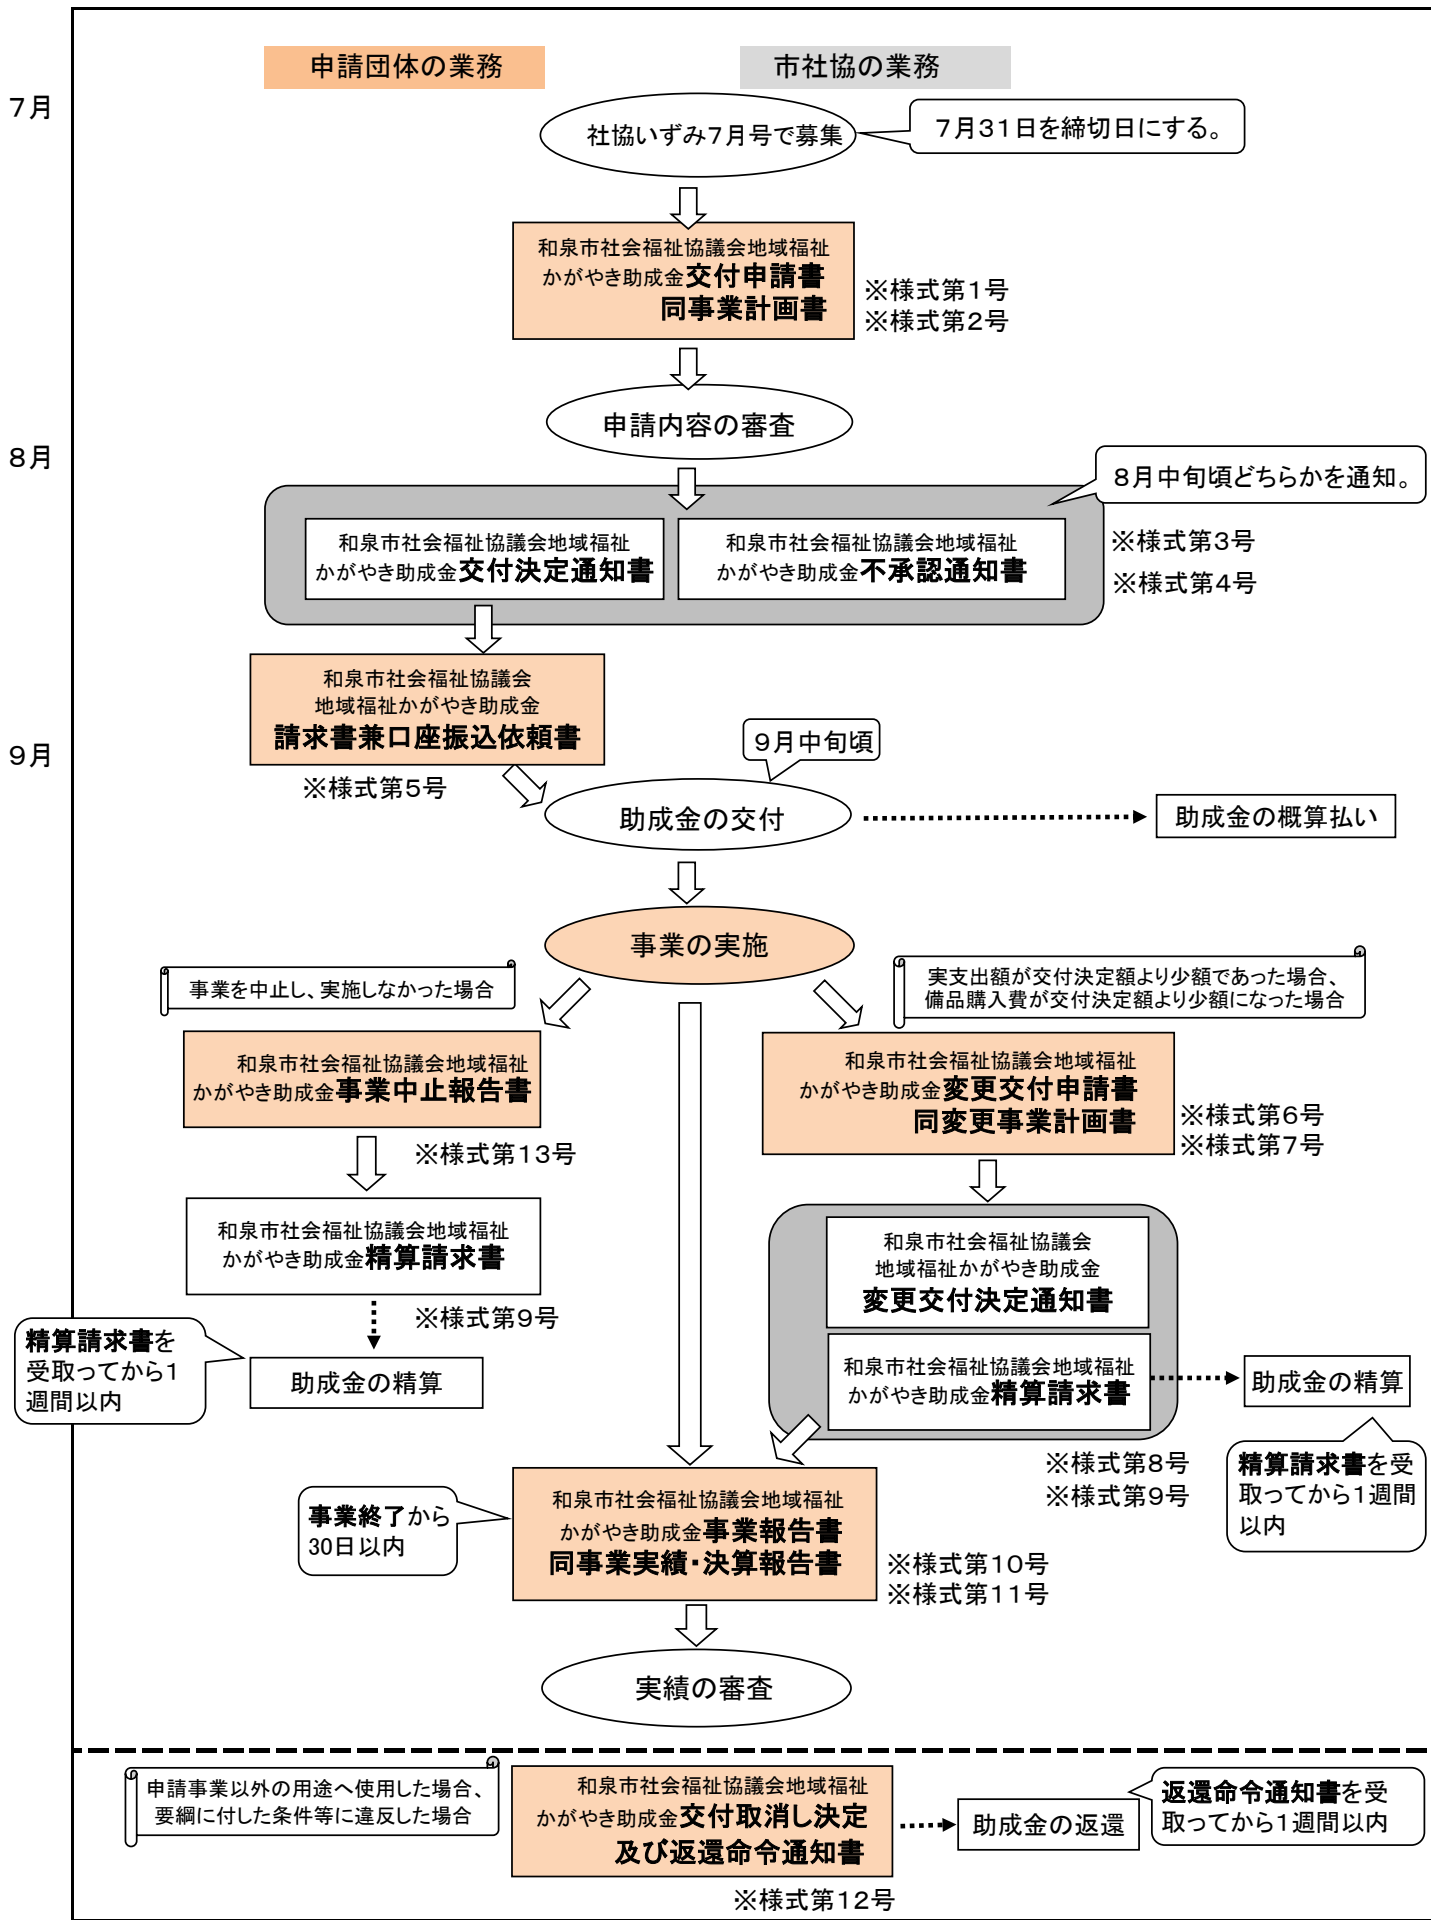 申請団体の業務
市社協の業務
７月
社協いずみ７月号で募集
７月３１日を締切日にする。
和泉市社会福祉協議会地域福祉
かがやき助成金交付申請書
同事業計画書
※様式第１号
※様式第２号
申請内容の審査
８月
８月中旬頃どちらかを通知。
和泉市社会福祉協議会地域福祉
かがやき助成金交付決定通知書
和泉市社会福祉協議会地域福祉
かがやき助成金不承認通知書
※様式第３号
※様式第４号
和泉市社会福祉協議会
地域福祉かがやき助成金
請求書兼口座振込依頼書
※様式第５号
９月
９月中旬頃
助成金の交付
助成金の概算払い
事業の実施
事業を中止し、実施しなかった場合
実支出額が交付決定額より少額であった場合、
備品購入費が交付決定額より少額になった場合
和泉市社会福祉協議会地域福祉
かがやき助成金事業中止報告書
※様式第１３号
和泉市社会福祉協議会地域福祉
かがやき助成金変更交付申請書
同変更事業計画書
※様式第６号
※様式第７号
和泉市社会福祉協議会地域福祉
かがやき助成金精算請求書
※様式第９号
精算請求書を
受取ってから１
週間以内
助成金の精算
和泉市社会福祉協議会
地域福祉かがやき助成金
変更交付決定通知書
和泉市社会福祉協議会地域福祉
かがやき助成金精算請求書
助成金の精算
※様式第８号
※様式第９号
精算請求書を受
取ってから１週間
以内
事業終了から
30日以内
和泉市社会福祉協議会地域福祉
かがやき助成金事業報告書
同事業実績・決算報告書
※様式第１０号
※様式第１１号
実績の審査
申請事業以外の用途へ使用した場合、
要綱に付した条件等に違反した場合
和泉市社会福祉協議会地域福祉
かがやき助成金交付取消し決定
及び返還命令通知書
※様式第１２号
助成金の返還
返還命令通知書を受
取ってから１週間以内